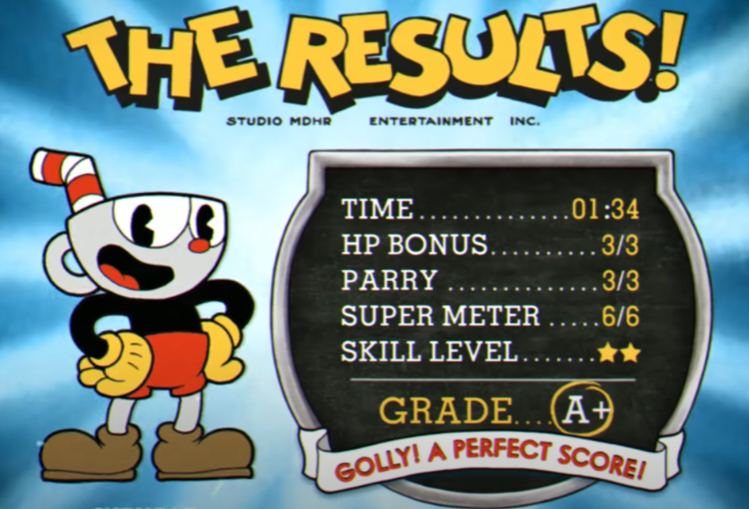 THE RESULTS!
STUDIO MDHR ENTERTAINMENT INC.
TIME..............01:34
HP BONUS..........3/3
PARRY ............3/3
SUPER METER .....6/6
SKILL LEVEL.......★★
GRADE....A+
GOLLY! A PERFECT SCORE!